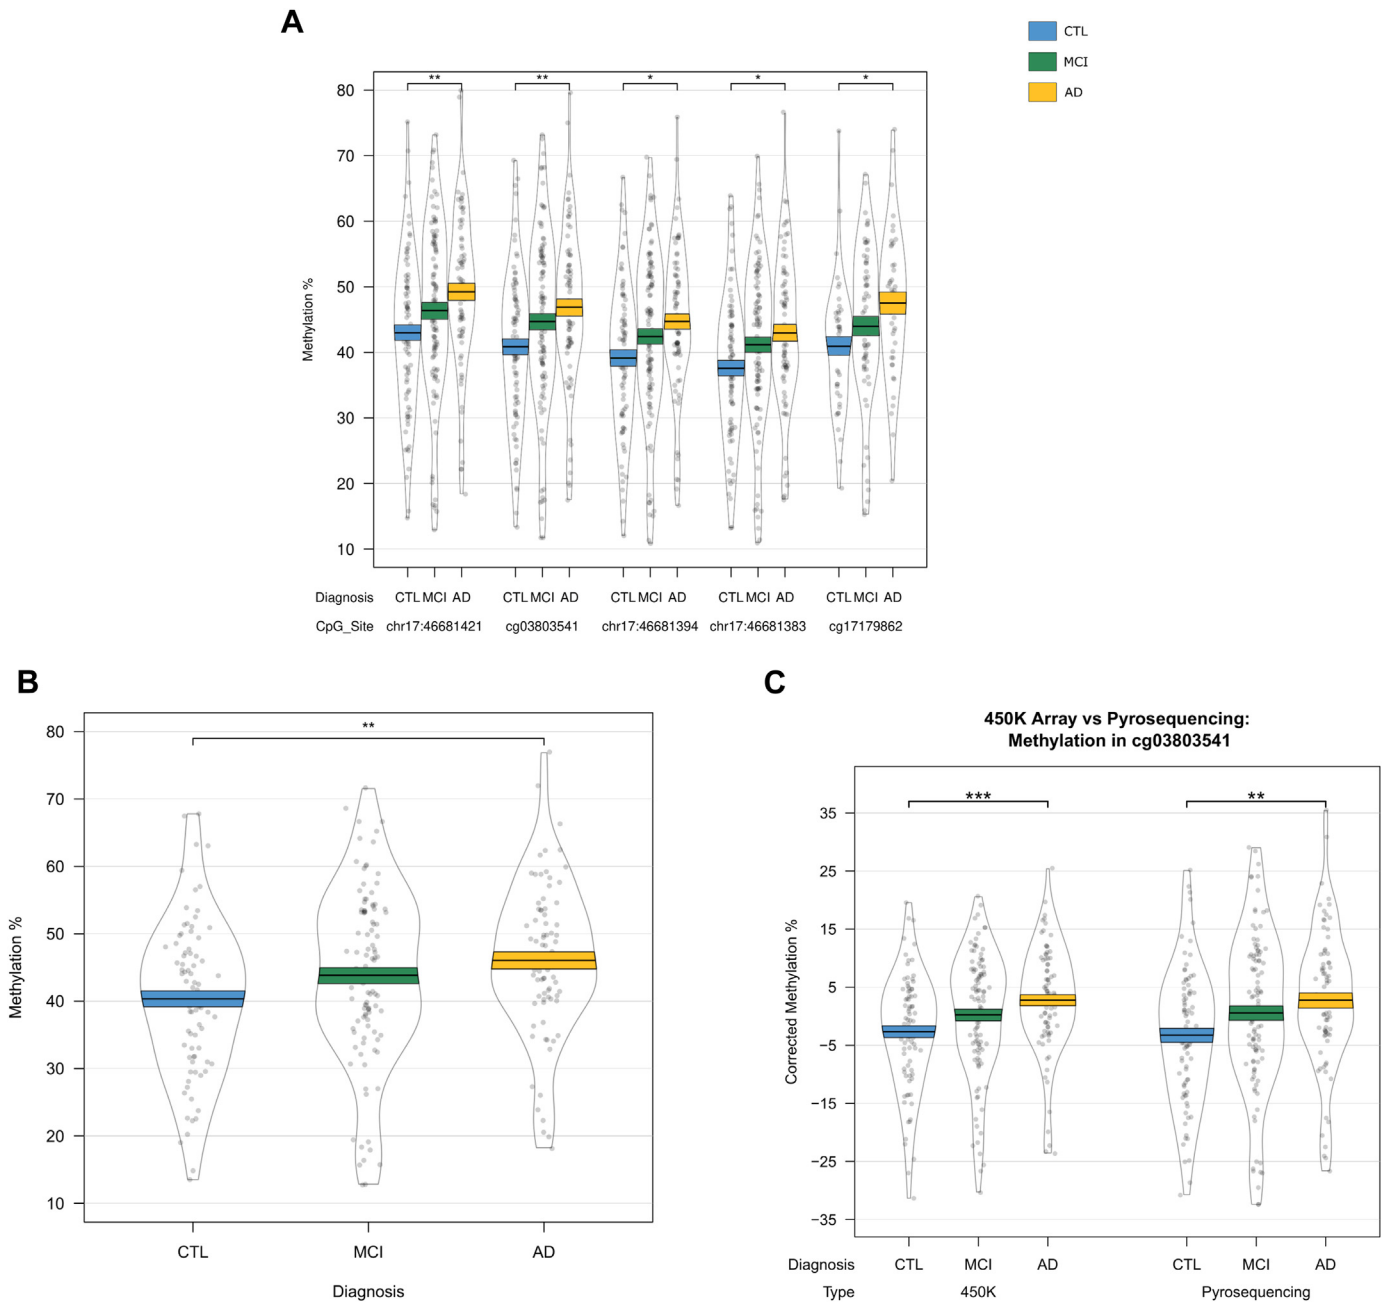 A
CTL
MCI
AD
** ** * * *
80
70
60
50
40
30
20
10
Methylation %
Diagnosis CTL MCI AD CTL MCI AD CTL MCI AD CTL MCI AD CTL MCI AD
CpG_Site chr17:46681421 cg03803541 chr17:46681394 chr17:46681383 cg17179862
B
**
80
70
60
50
40
30
20
10
Methylation %
CTL MCI AD
Diagnosis
C
450K Array vs Pyrosequencing:
Methylation in cg03803541
*** **
35
25
15
5
−5
−15
−25
−35
Corrected Methylation %
Diagnosis CTL MCI AD CTL MCI AD
Type 450K Pyrosequencing